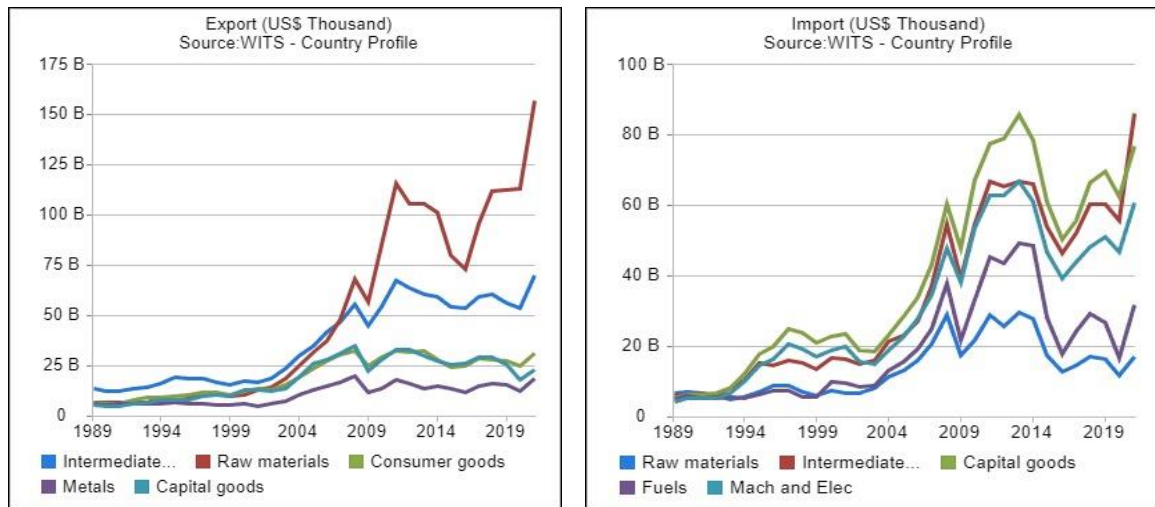 Export (US$ Thousand)
Source:WITS - Country Profile
175 B
150 B
125 B
100 B
75 B
50 B
25 B
0
1989 1994 1999 2004 2009 2014 2019
Intermediate... Raw materials Consumer goods
Metals Capital goods
Import (US$ Thousand)
Source:WITS - Country Profile
100 B
80 B
60 B
40 B
20 B
0
1989 1994 1999 2004 2009 2014 2019
Raw materials Intermediate... Capital goods
Fuels Mach and Elec